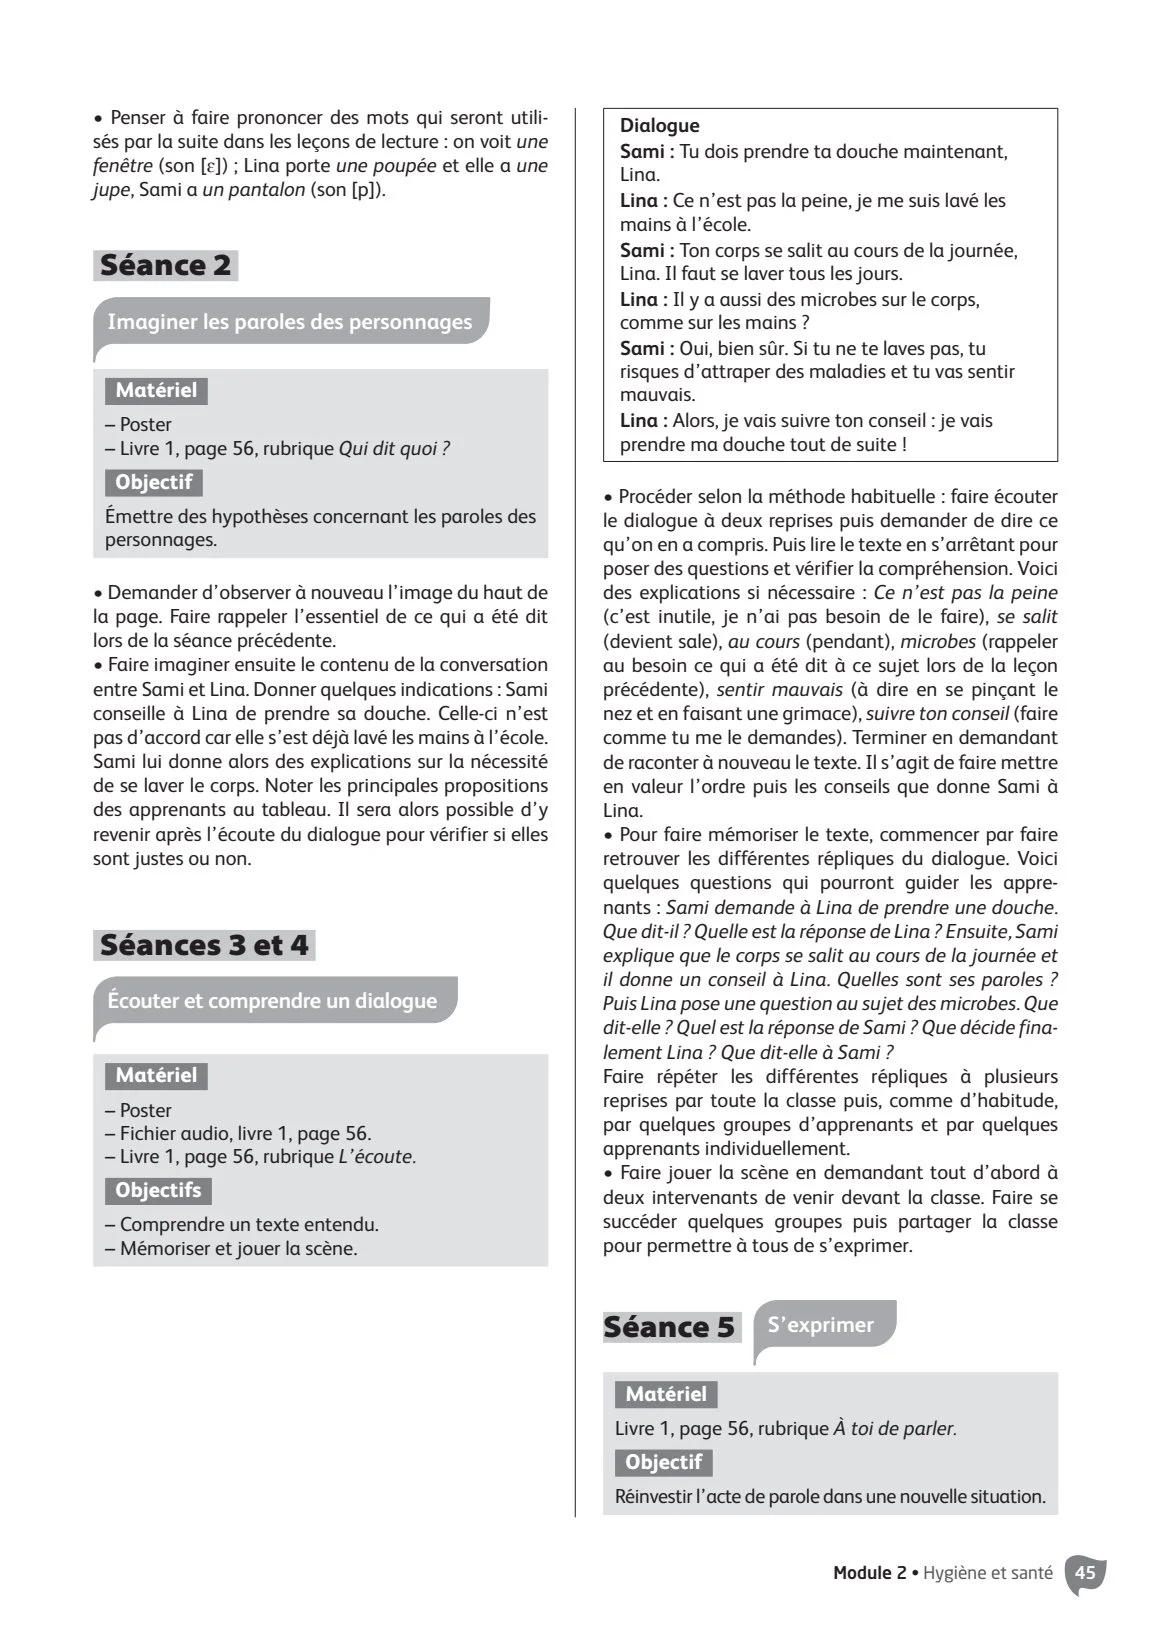 • Penser à faire prononcer des mots qui seront utili-
sés par la suite dans les leçons de lecture : on voit une
fenêtre (son [ε]) ; Lina porte une poupée et elle a une
jupe, Sami a un pantalon (son [p]).
Séance 2
Imaginer les paroles des personnages
Matériel
– Poster
– Livre 1, page 56, rubrique Qui dit quoi ?
Objectif
Émettre des hypothèses concernant les paroles des
personnages.
• Demander d’observer à nouveau l’image du haut de
la page. Faire rappeler l’essentiel de ce qui a été dit
lors de la séance précédente.
• Faire imaginer ensuite le contenu de la conversation
entre Sami et Lina. Donner quelques indications : Sami
conseille à Lina de prendre sa douche. Celle-ci n’est
pas d’accord car elle s’est déjà lavé les mains à l’école.
Sami lui donne alors des explications sur la nécessité
de se laver le corps. Noter les principales propositions
des apprenants au tableau. Il sera alors possible d’y
revenir après l’écoute du dialogue pour vérifier si elles
sont justes ou non.
Séances 3 et 4
Écouter et comprendre un dialogue
Matériel
– Poster
– Fichier audio, livre 1, page 56.
– Livre 1, page 56, rubrique L’écoute.
Objectifs
– Comprendre un texte entendu.
– Mémoriser et jouer la scène.
Dialogue
Sami : Tu dois prendre ta douche maintenant,
Lina.
Lina : Ce n’est pas la peine, je me suis lavé les
mains à l’école.
Sami : Ton corps se salit au cours de la journée,
Lina. Il faut se laver tous les jours.
Lina : Il y a aussi des microbes sur le corps,
comme sur les mains ?
Sami : Oui, bien sûr. Si tu ne te laves pas, tu
risques d’attraper des maladies et tu vas sentir
mauvais.
Lina : Alors, je vais suivre ton conseil : je vais
prendre ma douche tout de suite !
• Procéder selon la méthode habituelle : faire écouter
le dialogue à deux reprises puis demander de dire ce
qu’on en a compris. Puis lire le texte en s’arrêtant pour
poser des questions et vérifier la compréhension. Voici
des explications si nécessaire : Ce n’est pas la peine
(c’est inutile, je n’ai pas besoin de le faire), se salit
(devient sale), au cours (pendant), microbes (rappeler
au besoin ce qui a été dit à ce sujet lors de la leçon
précédente), sentir mauvais (à dire en se pinçant le
nez et en faisant une grimace), suivre ton conseil (faire
comme tu me le demandes). Terminer en demandant
de raconter à nouveau le texte. Il s’agit de faire mettre
en valeur l’ordre puis les conseils que donne Sami à
Lina.
• Pour faire mémoriser le texte, commencer par faire
retrouver les différentes répliques du dialogue. Voici
quelques questions qui pourront guider les appre-
nants : Sami demande à Lina de prendre une douche.
Que dit-il ? Quelle est la réponse de Lina ? Ensuite, Sami
explique que le corps se salit au cours de la journée et
il donne un conseil à Lina. Quelles sont ses paroles ?
Puis Lina pose une question au sujet des microbes. Que
dit-elle ? Quel est la réponse de Sami ? Que décide fina-
lement Lina ? Que dit-elle à Sami ?
Faire répéter les différentes répliques à plusieurs
reprises par toute la classe puis, comme d’habitude,
par quelques groupes d’apprenants et par quelques
apprenants individuellement.
• Faire jouer la scène en demandant tout d’abord à
deux intervenants de venir devant la classe. Faire se
succéder quelques groupes puis partager la classe
pour permettre à tous de s’exprimer.
Séance 5
S’exprimer
Matériel
Livre 1, page 56, rubrique À toi de parler.
Objectif
Réinvestir l’acte de parole dans une nouvelle situation.
Module 2 • Hygiène et santé 45